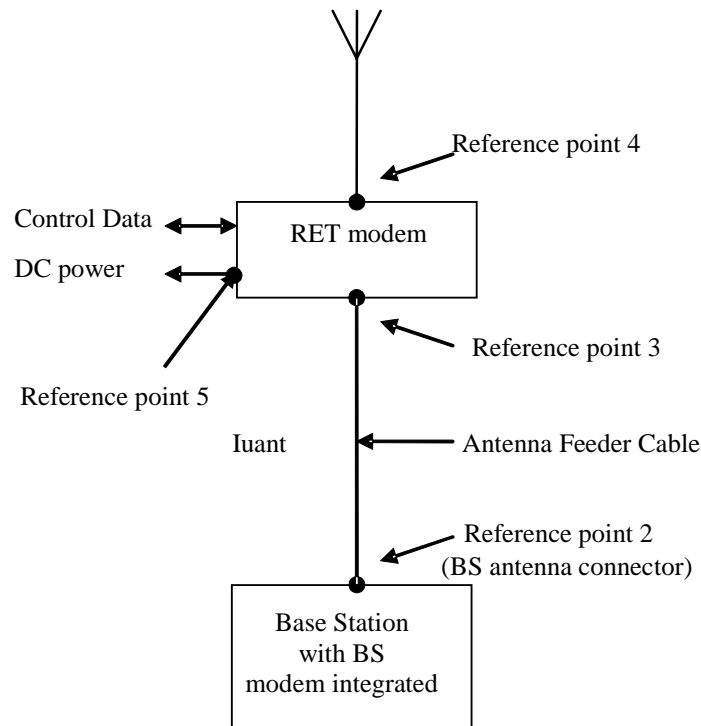 Reference point 4
Control Data
RET modem
DC power
Reference point 3
Reference point 5
Iuant
Antenna Feeder Cable
Reference point 2
(BS antenna connector)
Base Station
with BS
modem integrated